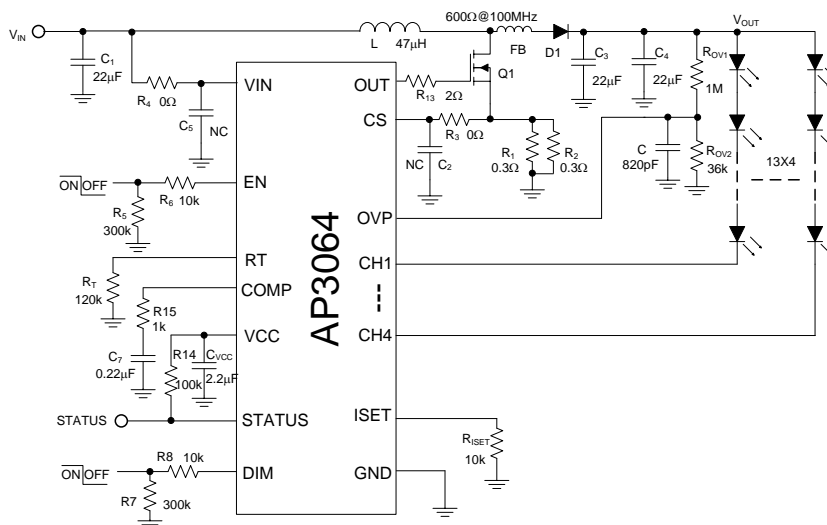 600Ω@100MHz
VIN
L 47μH
FB
D1
VOUT
C1
22μF
R4 0Ω
C5
NC
VIN
OUT
R13
2Ω
Q1
C3
22μF
C4
22μF
ROV1
1M
CS
R3 0Ω
NC C2
R1
0.3Ω
R2
0.3Ω
C
820pF
ROV2
36k
13X4
ON OFF
R6 10k
R5
300k
EN
OVP
RT
RT
120k
CH1
COMP
R15
1k
C7
0.22μF
AP3064
VCC
R14
100k
CVCC
2.2μF
CH4
STATUS
STATUS
ISET
RISET
10k
ON OFF
R8 10k
R7
300k
DIM
GND